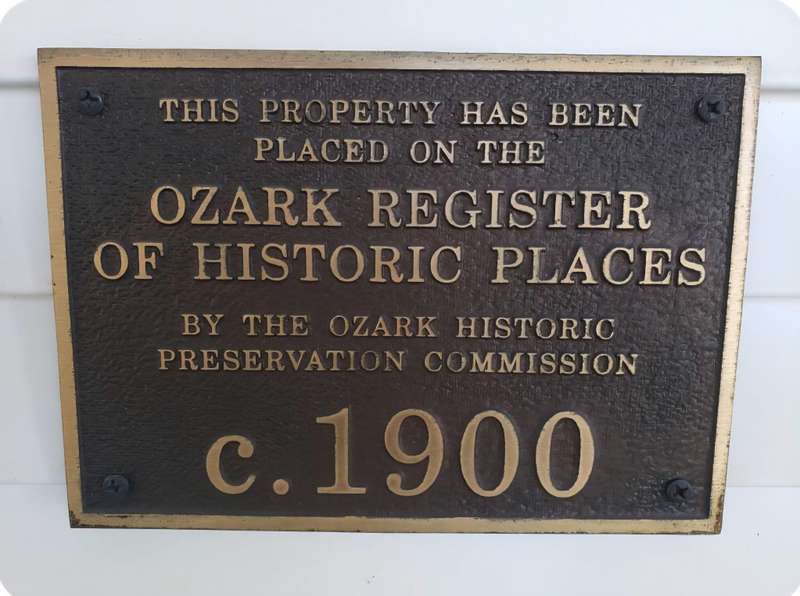 THIS PROPERTY HAS BEEN
PLACED ON THE
OZARK REGISTER
OF HISTORIC PLACES
BY THE OZARK HISTORIC
PRESERVATION COMMISSION
c.1900